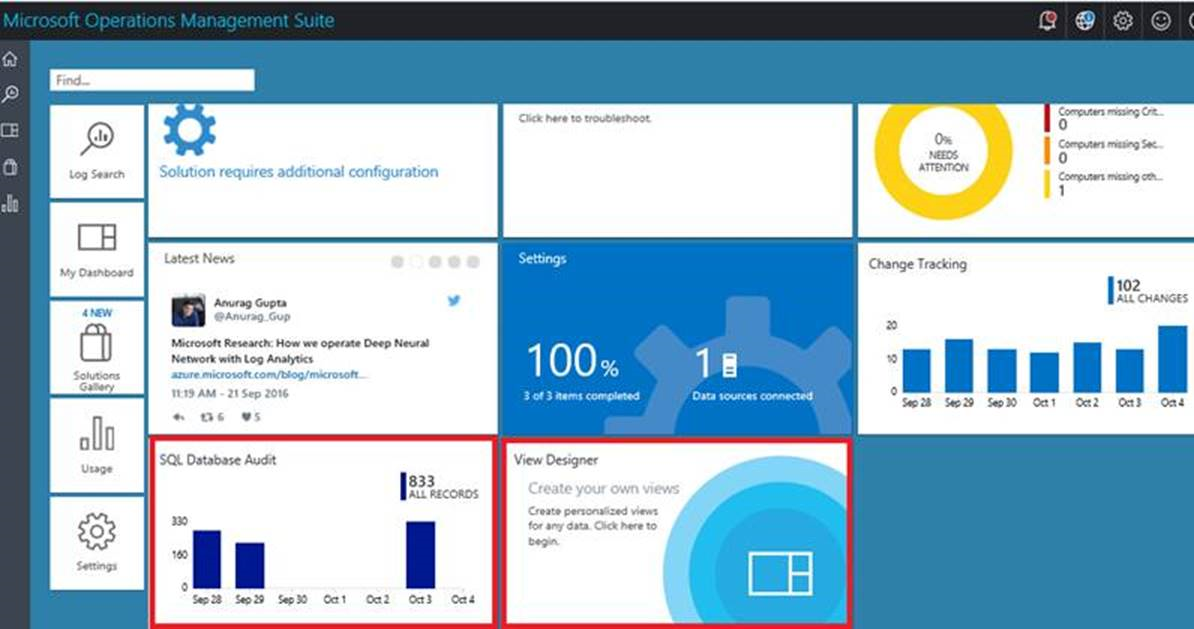 Microsoft Operations Management Suite
Find...
Log Search
My Dashboard
4 NEW
Solutions
Gallery
Usage
Settings
Solution requires additional configuration
Click here to troubleshoot.
0%
NEEDS
ATTENTION
Computers missing Crit...
0
Computers missing Sec...
0
Computers missing oth...
1
Latest News
Anurag Gupta
@Anurag_Gup
Microsoft Research: How we operate Deep Neural
Network with Log Analytics
azure.microsoft.com/blog/microsoft...
11:19 AM - 21 Sep 2016
6
5
Settings
100%
3 of 3 items completed
1
Data sources connected
Change Tracking
102
ALL CHANGES
20
10
0
Sep 28 Sep 29 Sep 30 Oct 1 Oct 2 Oct 3 Oct 4
SQL Database Audit
833
ALL RECORDS
330
160
0
Sep 28 Sep 29 Sep 30 Oct 1 Oct 2 Oct 3 Oct 4
View Designer
Create your own views
Create personalized views
for any data. Click here to
begin.